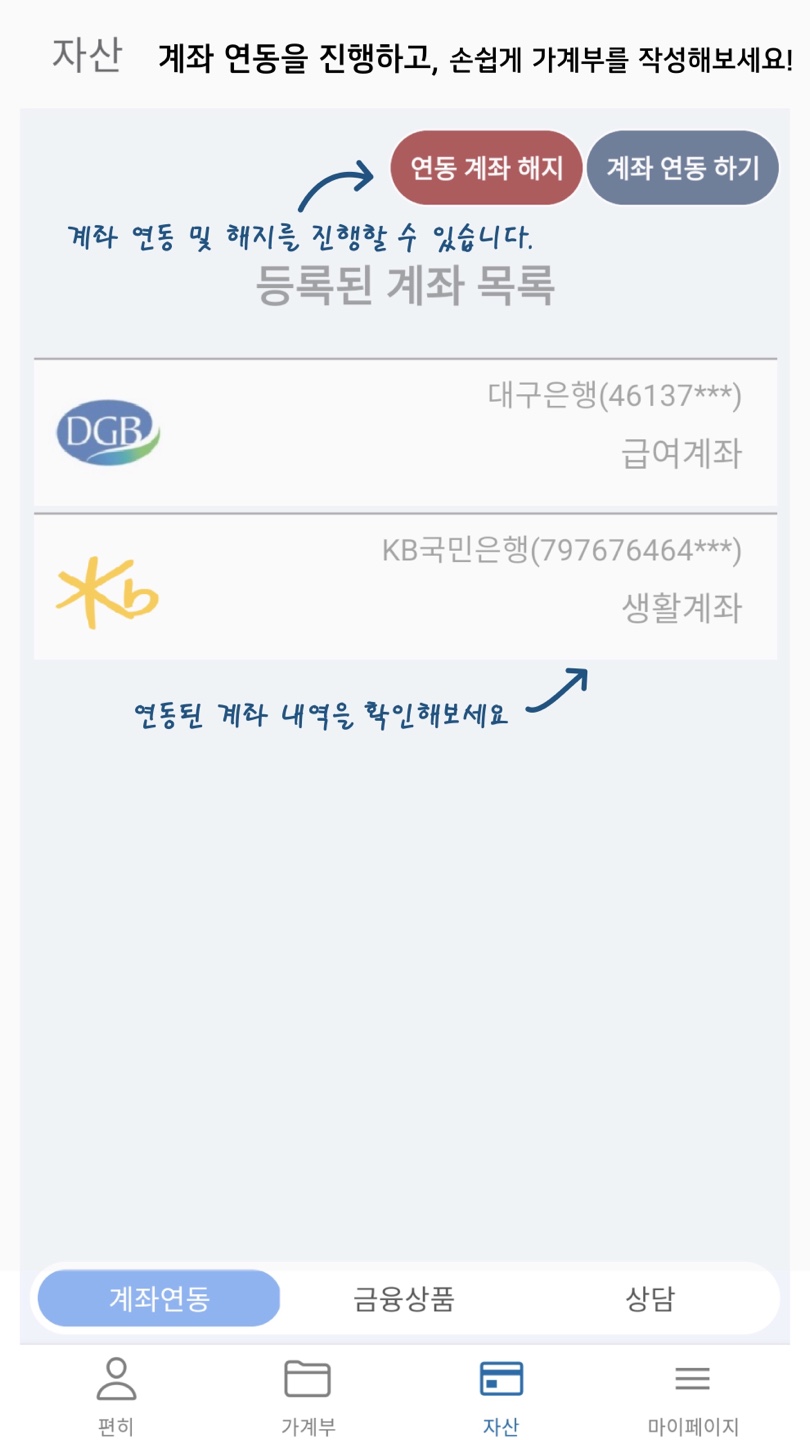 자산 계좌 연동을 진행하고, 손쉽게 가계부를 작성해보세요!
연동 계좌 해지 계좌 연동 하기
계좌 연동 및 해지를 진행할 수 있습니다.
등록된 계좌 목록
대구은행(46137***)
DGB
급여계좌
KB국민은행(797676464***)
Kb
생활계좌
연동된 계좌 내역을 확인해보세요
계좌연동 금융상품 상담
편히 가계부 자산 마이페이지